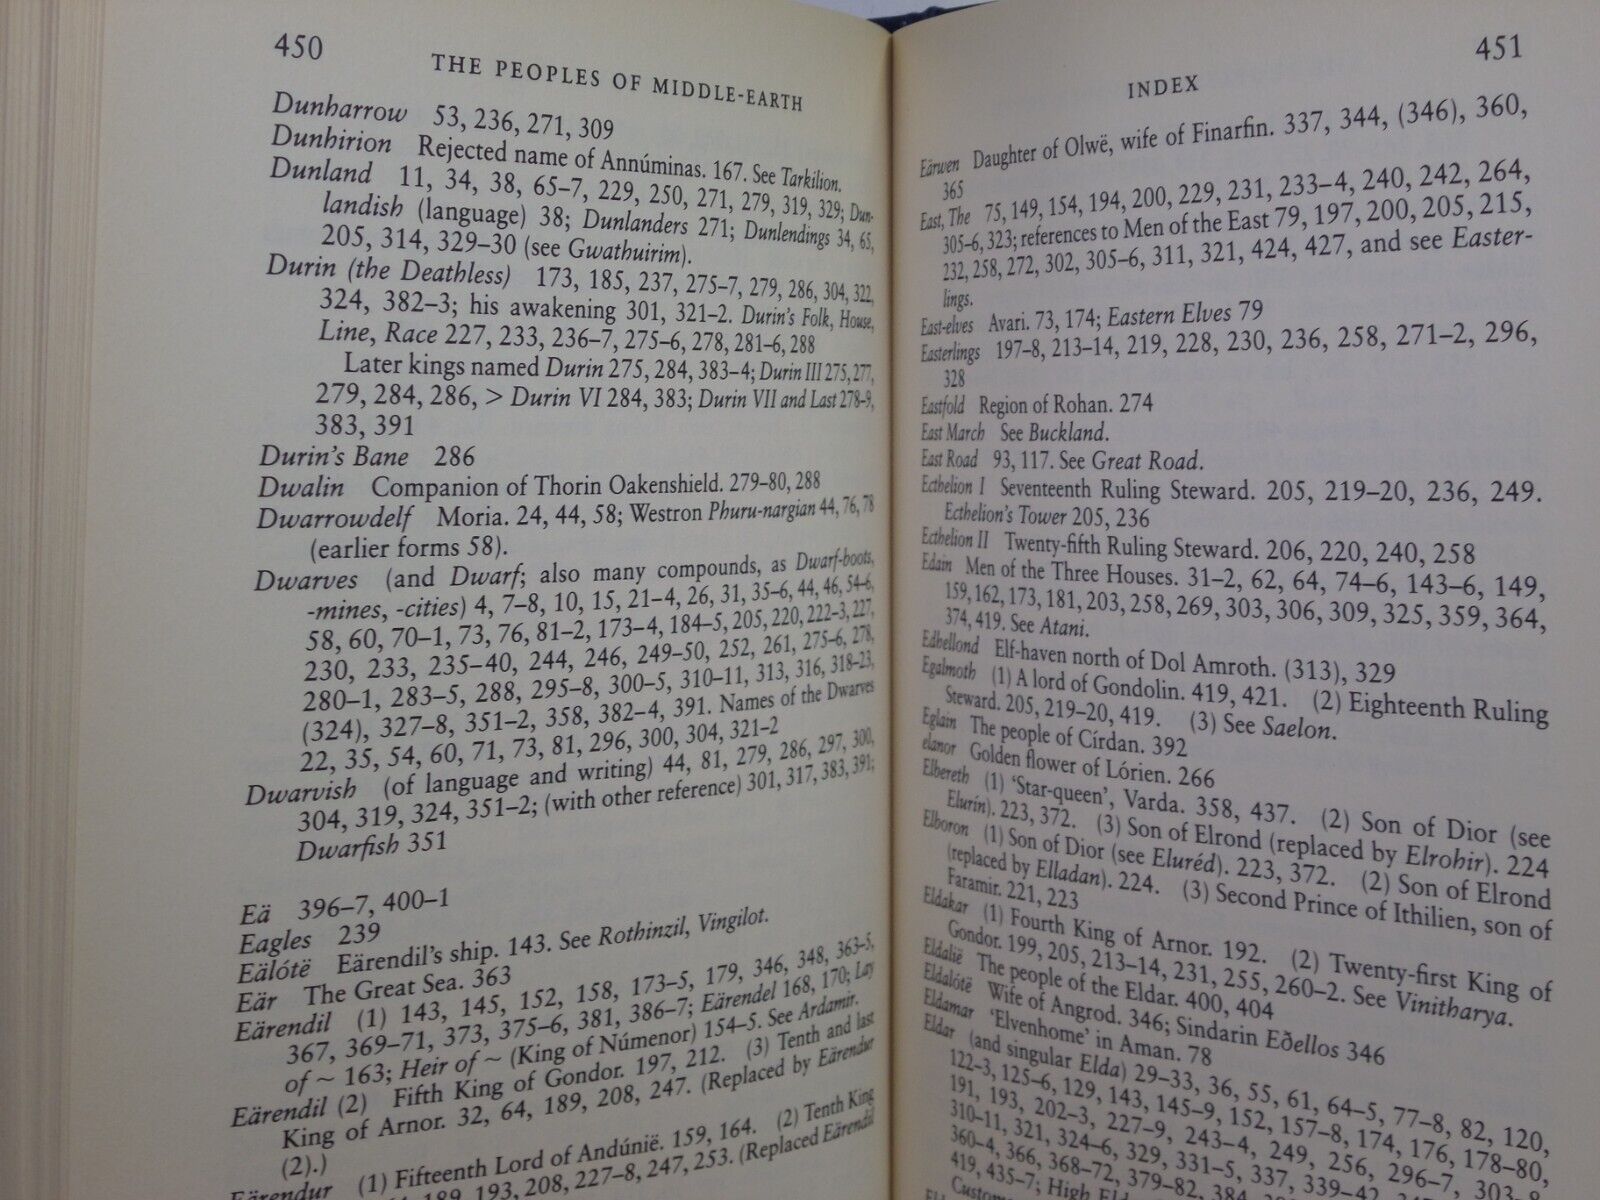 450
THE PEOPLES OF MIDDLE-EARTH
Dunharrow 53, 236, 271, 309
Dunhirion Rejected name of Annúminas. 167. See Tarkilion.
Dunland 11, 34, 38, 65–7, 229, 250, 271, 279, 319, 329; Dun-
landish (language) 38; Dunlanders 271; Dunlendings 34, 65,
205, 314, 329–30 (see Gwathuirim).
Durin (the Deathless) 173, 185, 237, 275–7, 279, 286, 304, 322,
324, 382–3; his awakening 301, 321–2. Durin's Folk, House,
Line, Race 227, 233, 236–7, 275–6, 278, 281–6, 288
Later kings named Durin 275, 284, 383–4; Durin III 275, 277,
279, 284, 286, > Durin VI 284, 383; Durin VII and Last 278–9,
383, 391
Durin's Bane 286
Dwalin Companion of Thorin Oakenshield. 279–80, 288
Dwarrowdelf Moria. 24, 44, 58; Westron Phuru-nargian 44, 76, 78
(earlier forms 58).
Dwarves (and Dwarf; also many compounds, as Dwarf-boots,
-mines, -cities) 4, 7–8, 10, 15, 21–4, 26, 31, 35–6, 44, 46, 54–6,
58, 60, 70–1, 73, 76, 81–2, 173–4, 184–5, 205, 220, 222–3, 227,
230, 233, 235–40, 244, 246, 249–50, 252, 261, 275–6, 278,
280–1, 283–5, 288, 295–8, 300–5, 310–11, 313, 316, 318–23,
(324), 327–8, 351–2, 358, 382–4, 391. Names of the Dwarves
22, 35, 54, 60, 71, 73, 81, 296, 300, 304, 321–2
Dwarvish (of language and writing) 44, 81, 279, 286, 297, 300,
304, 319, 324, 351–2; (with other reference) 301, 317, 383, 391;
Dwarfish 351
Eä 396–7, 400–1
Eagles 239
Eälótë Eärendil's ship. 143. See Rothinzil, Vingilot.
Eär The Great Sea. 363
Eärendil (1) 143, 145, 152, 158, 173–5, 179, 346, 348, 363–5,
367, 369–71, 373, 375–6, 381, 386–7; Eärendel 168, 170; Lay
of ~ 163; Heir of ~ (King of Númenor) 154–5. See Ardamir.
Eärendil (2) Fifth King of Gondor. 197, 212. (3) Tenth and last
King of Arnor. 32, 64, 189, 208, 247. (Replaced by Eärendur
(2).)
Eärendur (1) Fifteenth Lord of Andúnië. 159, 164. (2) Tenth King
189, 193, 208, 227–8, 247, 253. (Replaced Eärendil
451
INDEX
Eärwen Daughter of Olwë, wife of Finarfin. 337, 344, (346), 360,
365
East, The 75, 149, 154, 194, 200, 229, 231, 233–4, 240, 242, 264,
305–6, 323; references to Men of the East 79, 197, 200, 205, 215,
232, 258, 272, 302, 305–6, 311, 321, 424, 427, and see Easter-
lings.
East-elves Avari. 73, 174; Eastern Elves 79
Easterlings 197–8, 213–14, 219, 228, 230, 236, 258, 271–2, 296,
328
Eastfold Region of Rohan. 274
East March See Buckland.
East Road 93, 117. See Great Road.
Ecthelion I Seventeenth Ruling Steward. 205, 219–20, 236, 249.
Ecthelion's Tower 205, 236
Ecthelion II Twenty-fifth Ruling Steward. 206, 220, 240, 258
Edain Men of the Three Houses. 31–2, 62, 64, 74–6, 143–6, 149,
159, 162, 173, 181, 203, 258, 269, 303, 306, 309, 325, 359, 364,
374, 419. See Atani.
Edhellond Elf-haven north of Dol Amroth. (313), 329
Egalmoth (1) A lord of Gondolin. 419, 421. (2) Eighteenth Ruling
Steward. 205, 219–20, 419. (3) See Saelon.
Eglain The people of Círdan. 392
elanor Golden flower of Lórien. 266
Elbereth (1) 'Star-queen', Varda. 358, 437. (2) Son of Dior (see
Elurín). 223, 372. (3) Son of Elrond (replaced by Elrohir). 224
Elboron (1) Son of Dior (see Eluréd). 223, 372. (2) Son of Elrond
(replaced by Elladan). 224. (3) Second Prince of Ithilien, son of
Faramir. 221, 223
Eldakar (1) Fourth King of Arnor. 192. (2) Twenty-first King of
Gondor. 199, 205, 213–14, 231, 255, 260–2. See Vinitharya.
Eldalië The people of the Eldar. 400, 404
Eldalótë Wife of Angrod. 346; Sindarin Eðellos 346
Eldamar 'Elvenhome' in Aman. 78
Eldar (and singular Elda) 29–33, 36, 55, 61, 64–5, 77–8, 82, 120,
122–3, 125–6, 129, 143, 145–9, 152, 157–8, 174, 176, 178–80,
191, 193, 202–3, 227–9, 243–4, 249, 256, 296–7, 303–8,
310–11, 321, 324–6, 329, 331–5, 337, 339–42,
360–4, 366, 368–72, 379–82, 384,
419, 435–7; High